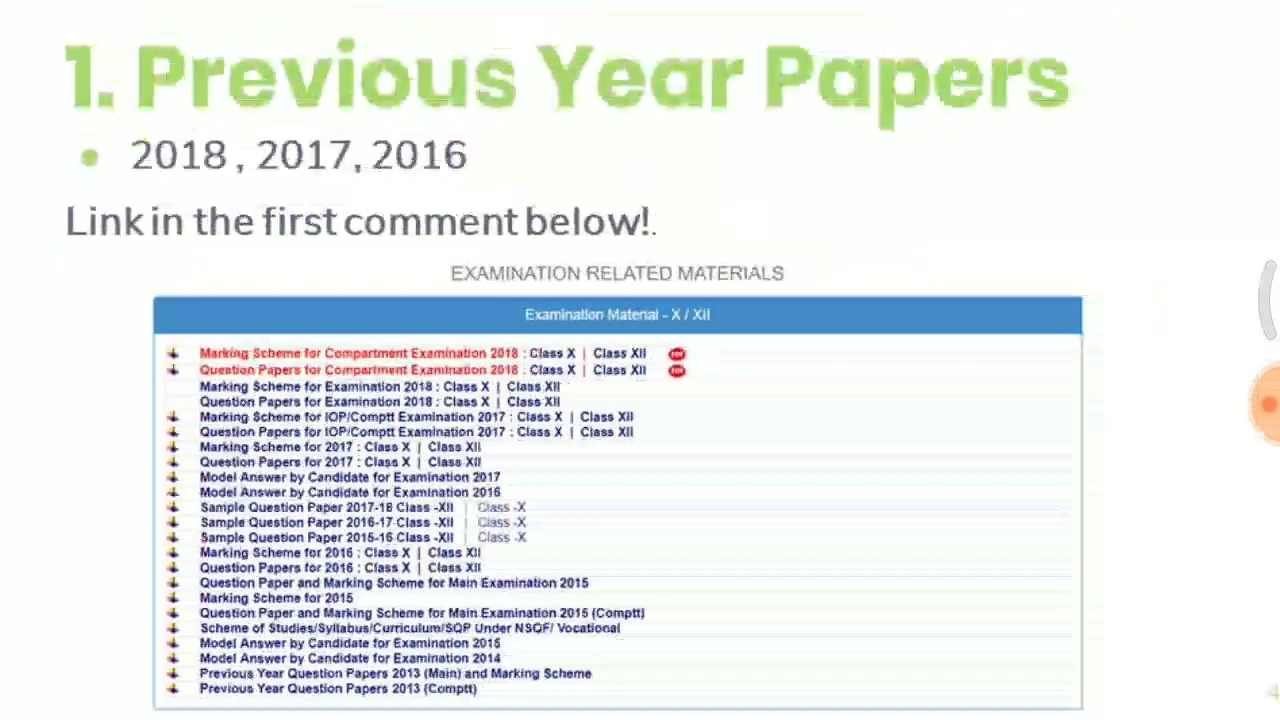 1. Previous Year Papers
• 2018 , 2017, 2016
Link in the first comment below!.
EXAMINATION RELATED MATERIALS
Examination Material - X / XII
Marking Scheme for Compartment Examination 2018 : Class X | Class XII
Question Papers for Compartment Examination 2018 : Class X | Class XII
Marking Scheme for Examination 2018 : Class X | Class XII
Question Papers for Examination 2018 : Class X | Class XII
Marking Scheme for IOP/Comptt Examination 2017 : Class X | Class XII
Question Papers for IOP/Comptt Examination 2017 : Class X | Class XII
Marking Scheme for 2017 : Class X | Class XII
Question Papers for 2017 : Class X | Class XII
Model Answer by Candidate for Examination 2017
Model Answer by Candidate for Examination 2016
Sample Question Paper 2017-18 Class -XII | Class -X
Sample Question Paper 2016-17 Class -XII | Class -X
Sample Question Paper 2015-16 Class -XII | Class -X
Marking Scheme for 2016 : Class X | Class XII
Question Papers for 2016 : Class X | Class XII
Question Paper and Marking Scheme for Main Examination 2015
Marking Scheme for 2015
Question Paper and Marking Scheme for Main Examination 2015 (Comptt)
Scheme of Studies/Syllabus/Curriculum/SQP Under NSQF/ Vocational
Model Answer by Candidate for Examination 2015
Model Answer by Candidate for Examination 2014
Previous Year Question Papers 2013 (Main) and Marking Scheme
Previous Year Question Papers 2013 (Comptt)